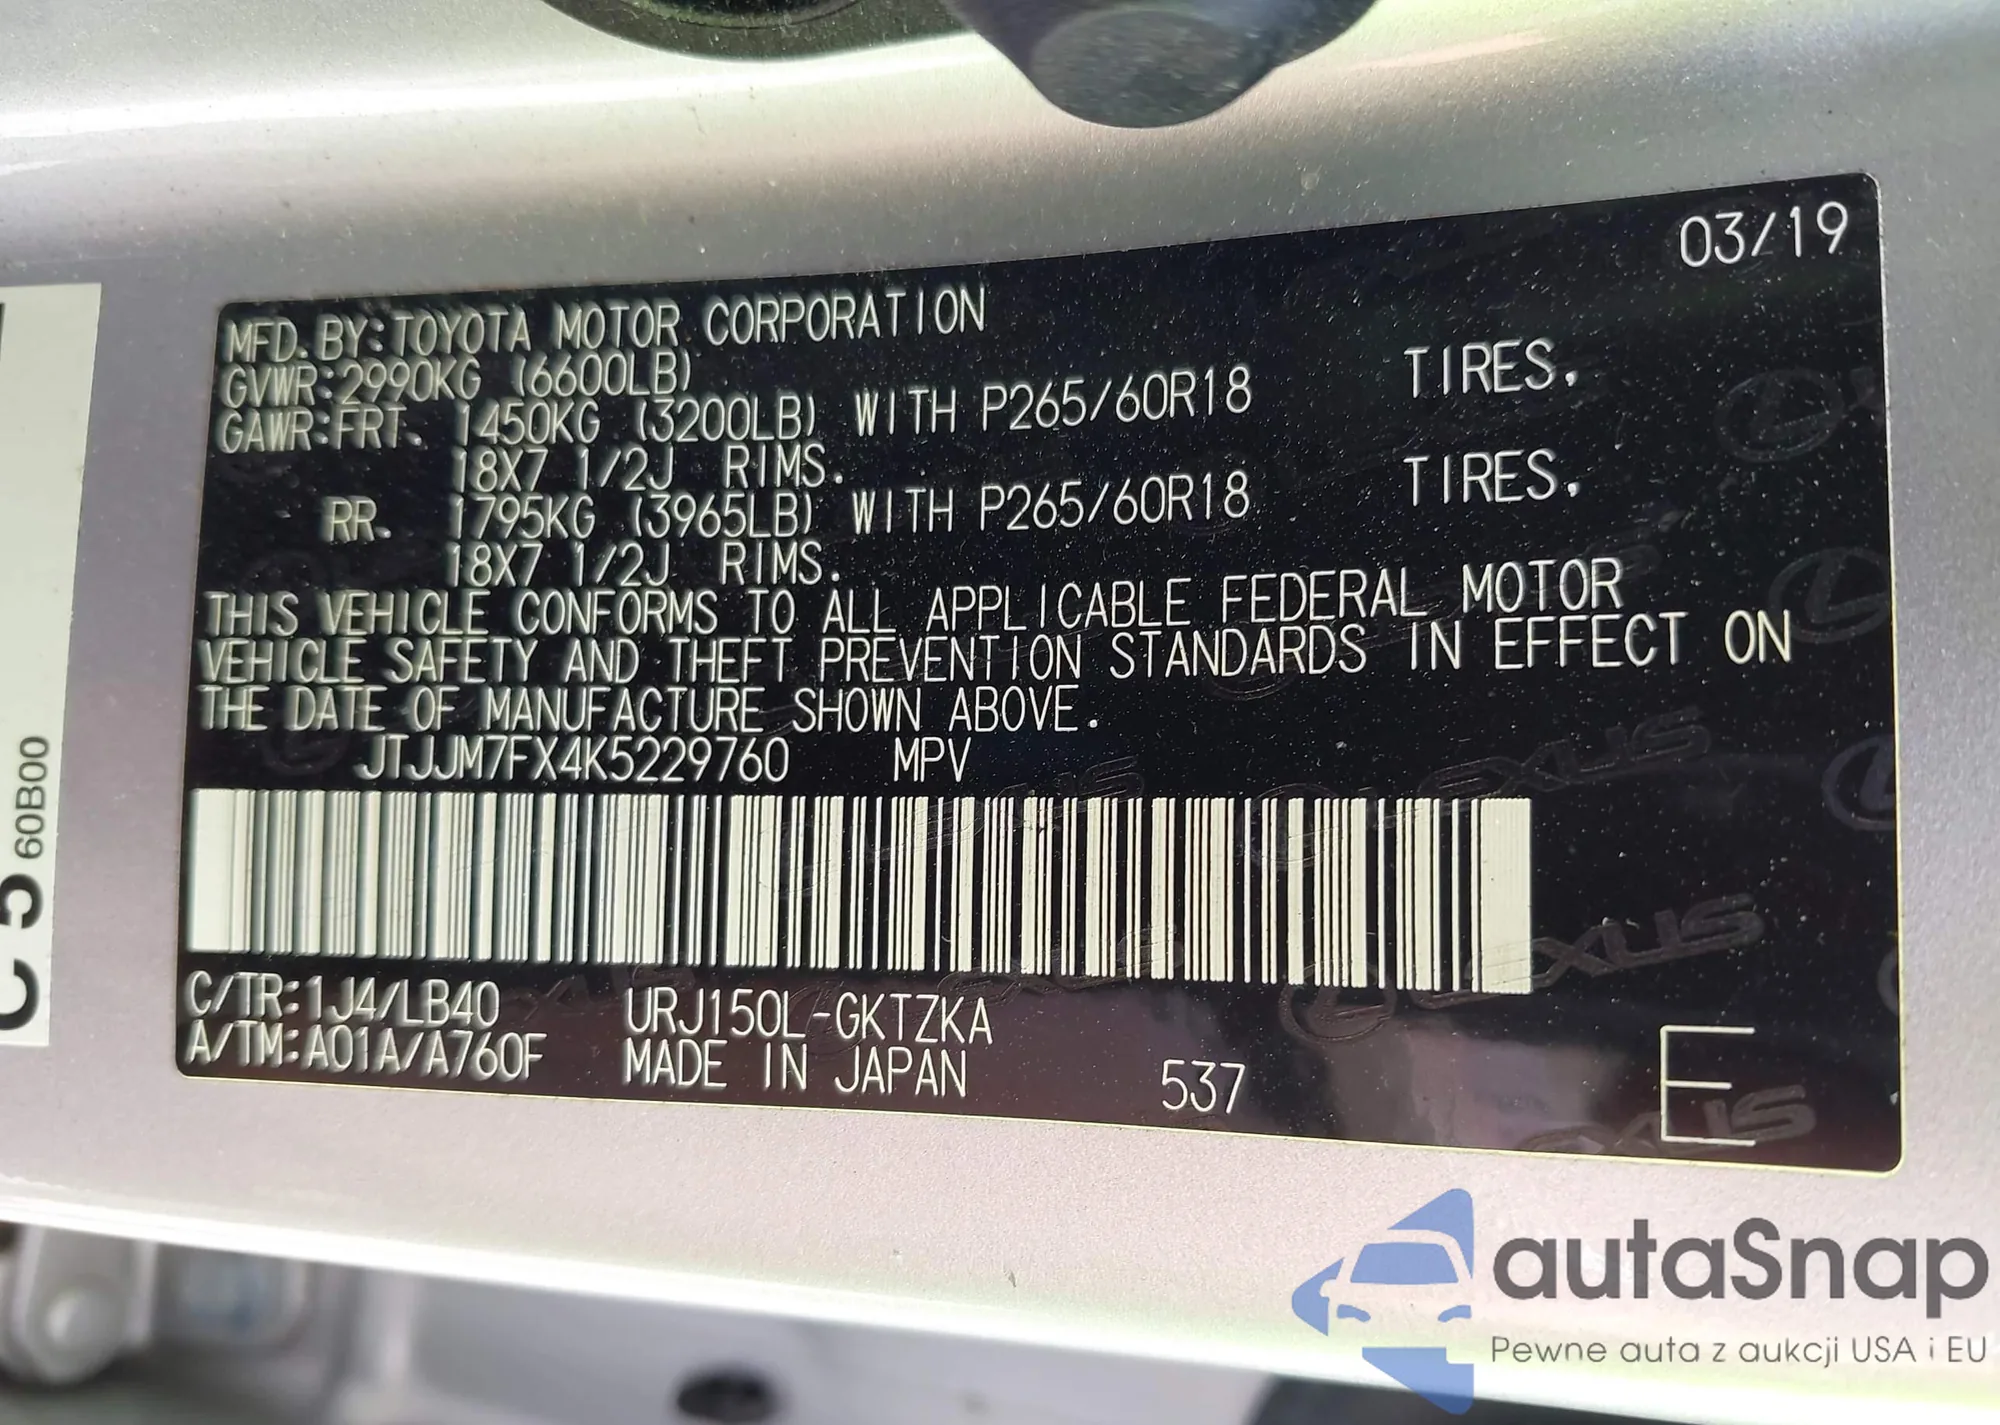 03/19
MFD. BY: TOYOTA MOTOR CORPORATION
GVWR: 2990KG (6600LB)
GAWR: FRT. 1450KG (3200LB) WITH P265/60R18 TIRES,
18X7 1/2J RIMS.
RR. 1795KG (3965LB) WITH P265/60R18 TIRES,
18X7 1/2J RIMS.
THIS VEHICLE CONFORMS TO ALL APPLICABLE FEDERAL MOTOR
VEHICLE SAFETY AND THEFT PREVENTION STANDARDS IN EFFECT ON
THE DATE OF MANUFACTURE SHOWN ABOVE.
JTJJM7FX4K5229760 MPV
C/TR: 1J4/LB40 URJ150L-GKTZKA
A/TM: A01A/A760F MADE IN JAPAN 537 E
C 5 60B00
LEXUS
autaSnap
Pewne auta z aukcji USA i EU